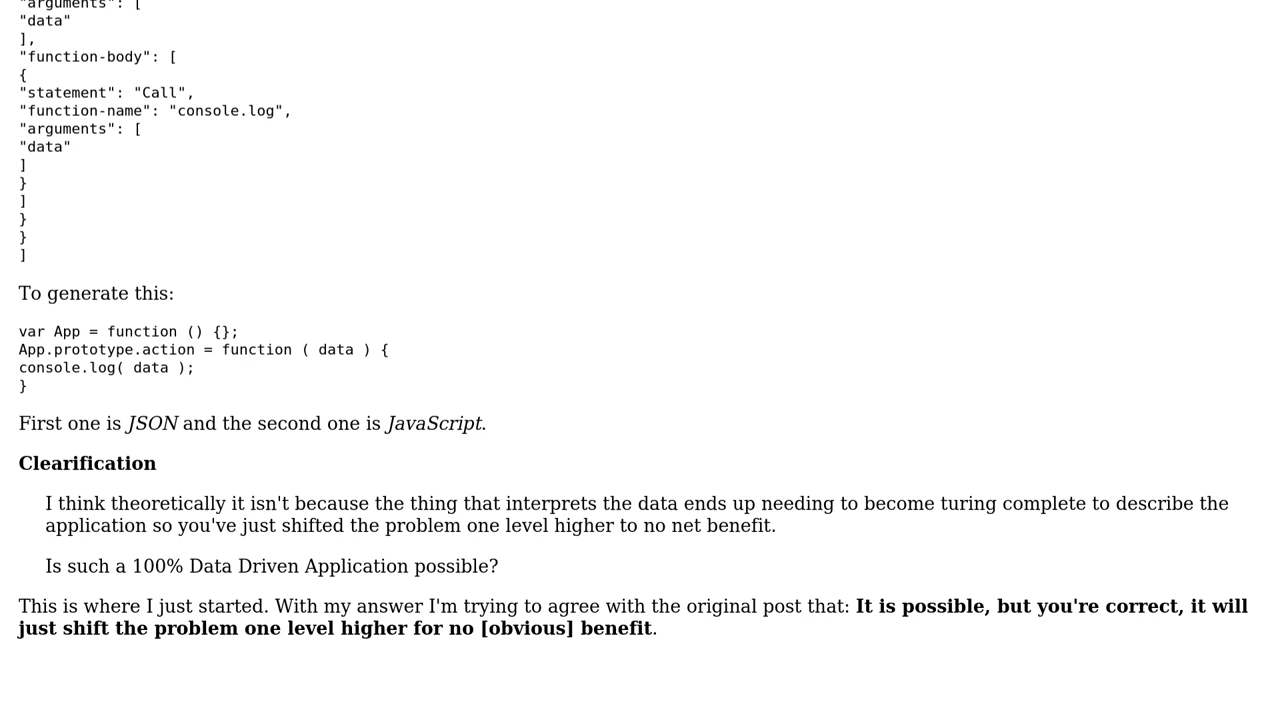 "arguments": [
"data"
],
"function-body": [
{
"statement": "Call",
"function-name": "console.log",
"arguments": [
"data"
]
}
]
}
}
]
To generate this:
var App = function () {};
App.prototype.action = function ( data ) {
console.log( data );
}
First one is JSON and the second one is JavaScript.
Clearification
I think theoretically it isn't because the thing that interprets the data ends up needing to become turing complete to describe the
application so you've just shifted the problem one level higher to no net benefit.
Is such a 100% Data Driven Application possible?
This is where I just started. With my answer I'm trying to agree with the original post that: It is possible, but you're correct, it will
just shift the problem one level higher for no [obvious] benefit.